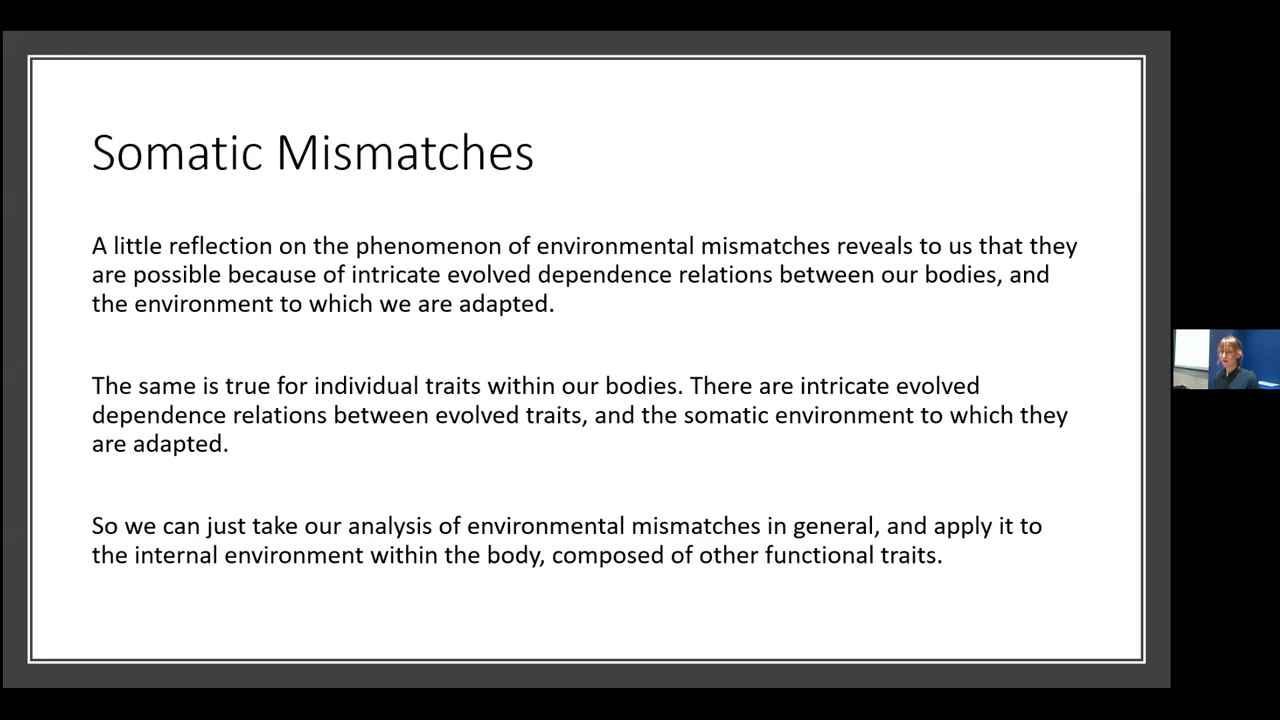 Somatic Mismatches
A little reflection on the phenomenon of environmental mismatches reveals to us that they
are possible because of intricate evolved dependence relations between our bodies, and
the environment to which we are adapted.
The same is true for individual traits within our bodies. There are intricate evolved
dependence relations between evolved traits, and the somatic environment to which they
are adapted.
So we can just take our analysis of environmental mismatches in general, and apply it to
the internal environment within the body, composed of other functional traits.